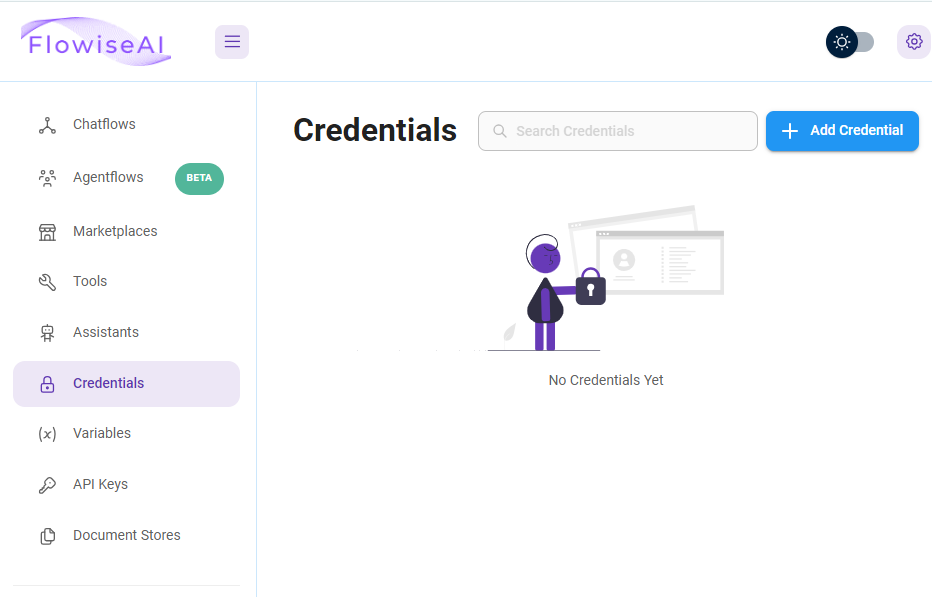 FlowiseAI
Chatflows
Agentflows BETA
Marketplaces
Tools
Assistants
Credentials
Variables
API Keys
Document Stores
Credentials
Search Credentials
Add Credential
No Credentials Yet